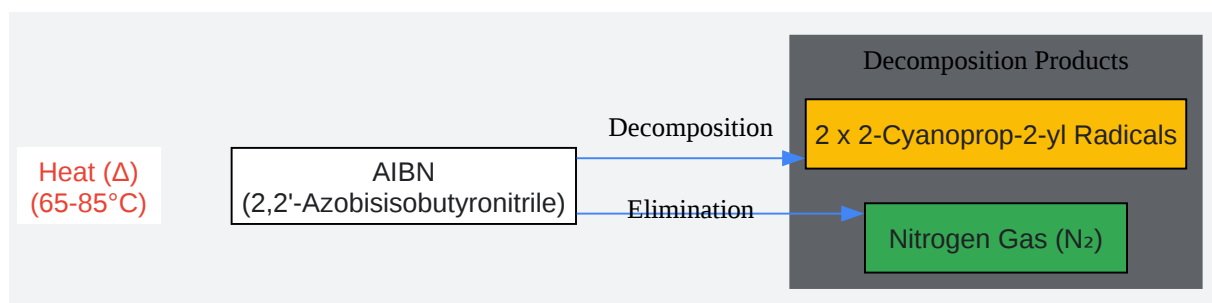 Heat (Δ)
(65-85°C)
AIBN
(2,2'-Azobisisobutyronitrile)
Decomposition
Elimination
Decomposition Products
2 x 2-Cyanoprop-2-yl Radicals
Nitrogen Gas (N₂)